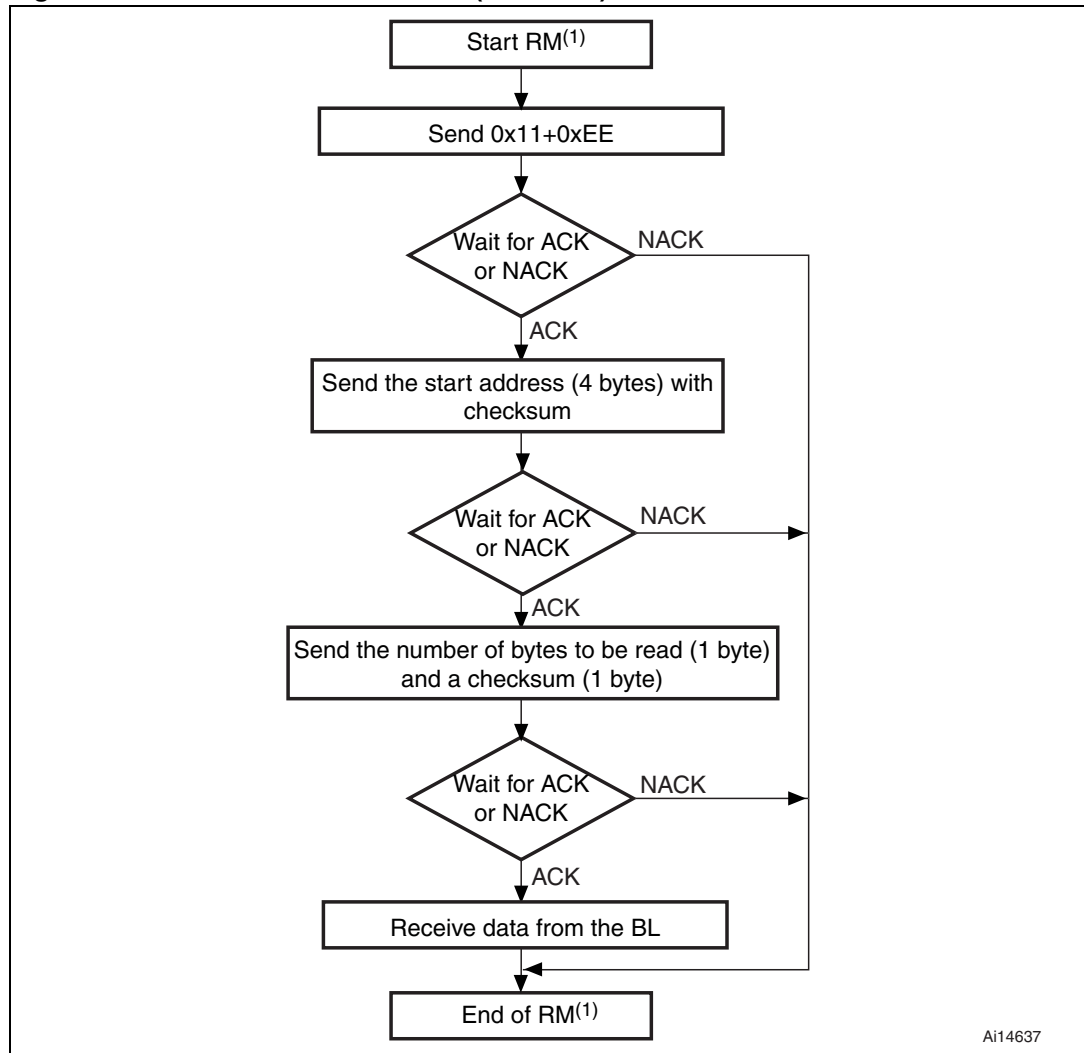 Start RM(1)
Send 0x11+0xEE
Wait for ACK
or NACK
NACK
ACK
Send the start address (4 bytes) with
checksum
Wait for ACK
or NACK
NACK
ACK
Send the number of bytes to be read (1 byte)
and a checksum (1 byte)
Wait for ACK
or NACK
NACK
ACK
Receive data from the BL
End of RM(1)
Ai14637